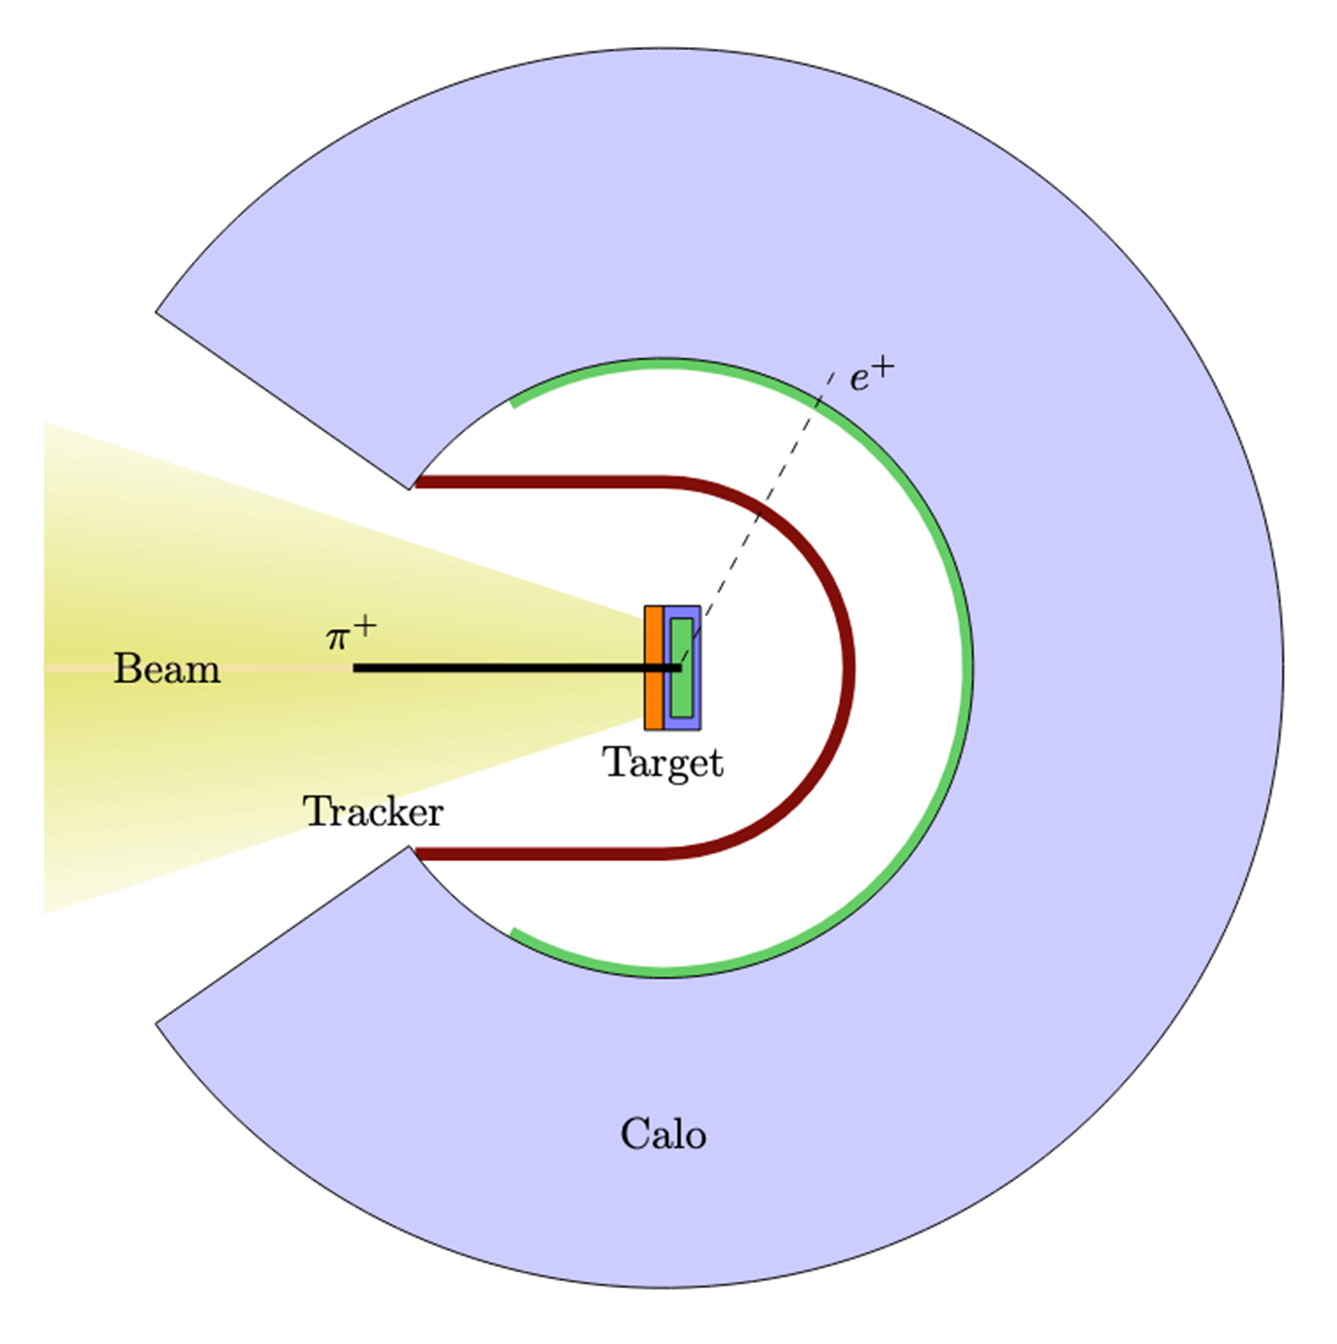 e⁺
π⁺
Beam
Target
Tracker
Calo